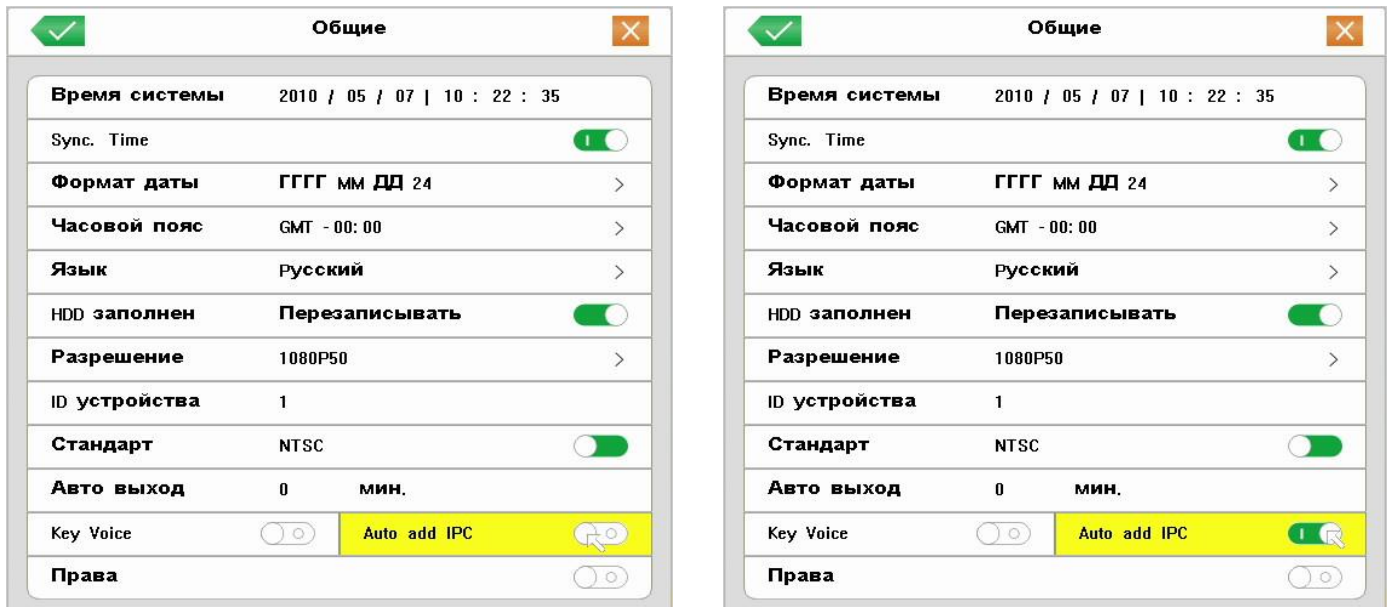 Общие
Время системы 2010 / 05 / 07 | 10 : 22 : 35
Sync. Time
Формат даты ГГГГ ММ ДД 24
Часовой пояс GMT - 00:00
Язык Русский
HDD заполнен Перезаписывать
Разрешение 1080P50
ID устройства 1
Стандарт NTSC
Авто выход 0 мин.
Key Voice Auto add IPC
Права
Общие
Время системы 2010 / 05 / 07 | 10 : 22 : 35
Sync. Time
Формат даты ГГГГ ММ ДД 24
Часовой пояс GMT - 00:00
Язык Русский
HDD заполнен Перезаписывать
Разрешение 1080P50
ID устройства 1
Стандарт NTSC
Авто выход 0 мин.
Key Voice Auto add IPC
Права